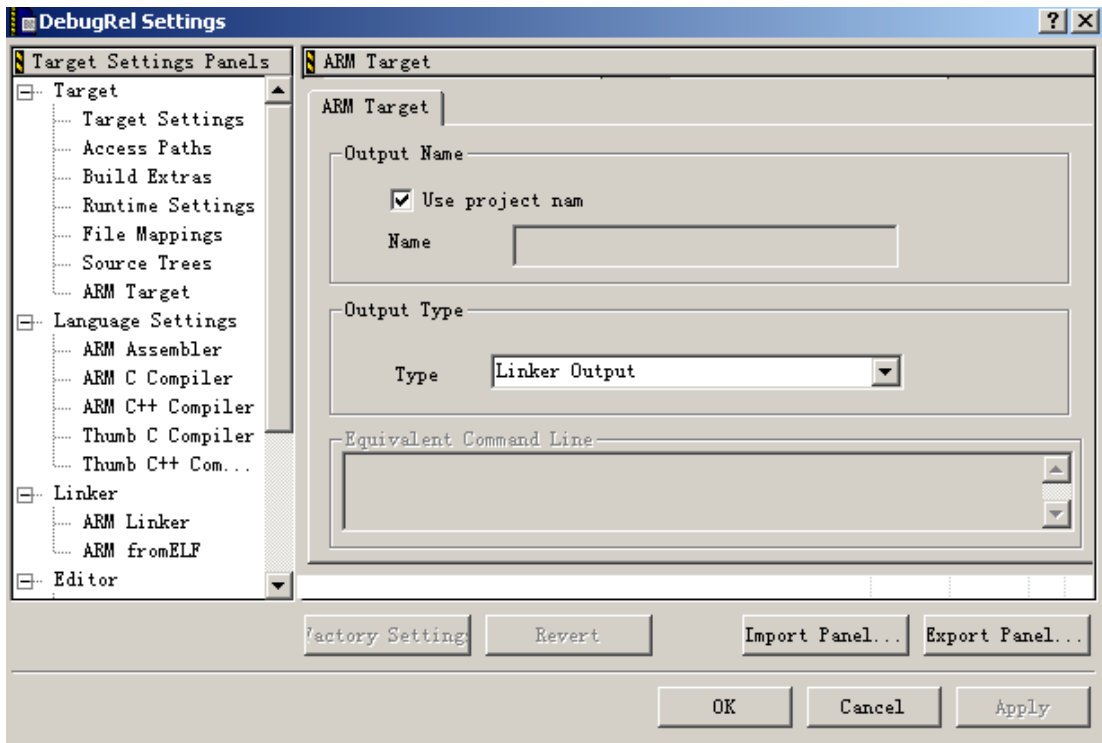 DebugRel Settings
Target Settings Panels
Target
Target Settings
Access Paths
Build Extras
Runtime Settings
File Mappings
Source Trees
ARM Target
Language Settings
ARM Assembler
ARM C Compiler
ARM C++ Compiler
Thumb C Compiler
Thumb C++ Com...
Linker
ARM Linker
ARM fromELF
Editor
ARM Target
ARM Target
Output Name
Use project nam
Name
Output Type
Type
Linker Output
Equivalent Command Line
actory Setting
Revert
Import Panel...
Export Panel...
OK
Cancel
Apply